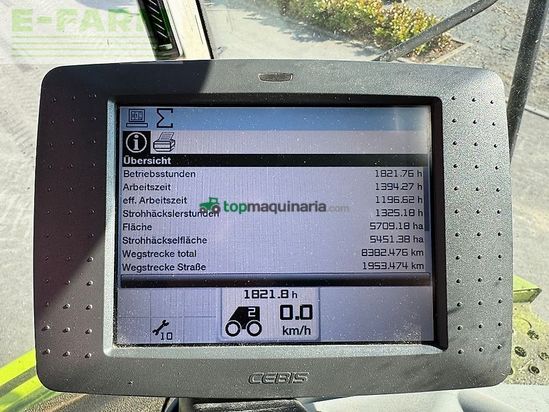 E-FARM
Übersicht
Betriebsstunden 1821.76 h
Arbeitszeit 1394.27 h
eff. Arbeitszeit 1196.62 h
Strohhäckslerstunden 1325.18 h
Fläche 5709.18 ha
Strohhäckselfläche 5451.38 ha
Wegstrecke total 8382.476 km
Wegstrecke Straße 1953.474 km
topmaquinaria.com
1821.8 h
2
0.0
km/h
10
CEBIS